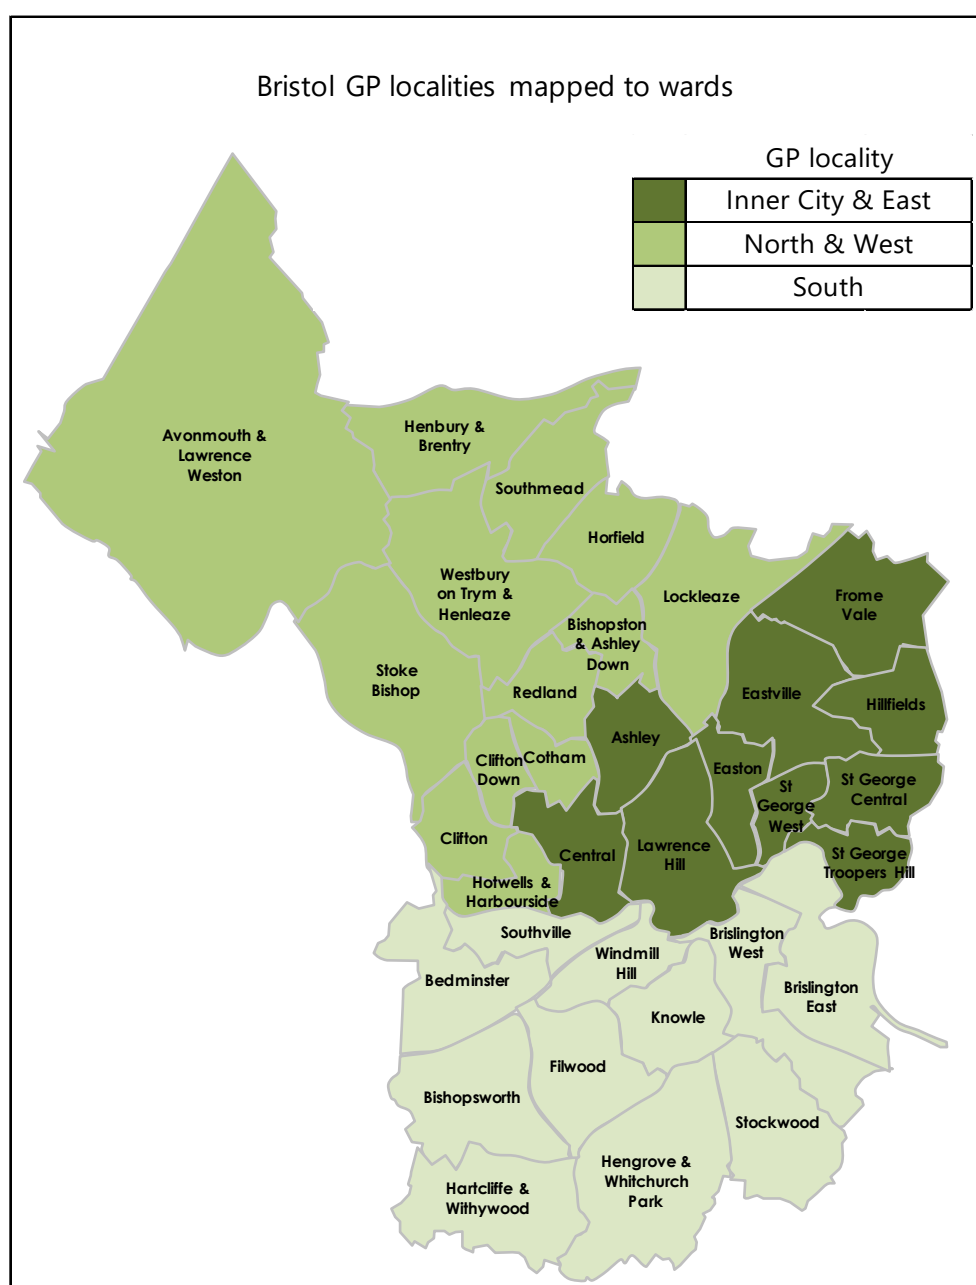 Bristol GP localities mapped to wards
GP locality
Inner City & East
North & West
South
Avonmouth &
Lawrence
Weston
Henbury &
Brentry
Southmead
Horfield
Westbury
on Trym &
Henleaze
Lockleaze
Frome
Vale
Bishopston
& Ashley
Down
Stoke
Bishop
Redland
Eastville
Hillfields
Ashley
Clifton
Down
Cotham
Easton
St
George
West
St George
Central
Clifton
Central
Lawrence
Hill
St George
Troopers Hill
Hotwells &
Harbourside
Southville
Windmill
Hill
Brislington
West
Bedminster
Brislington
East
Knowle
Filwood
Bishopsworth
Stockwood
Hengrove &
Whitchurch
Park
Hartcliffe &
Withywood